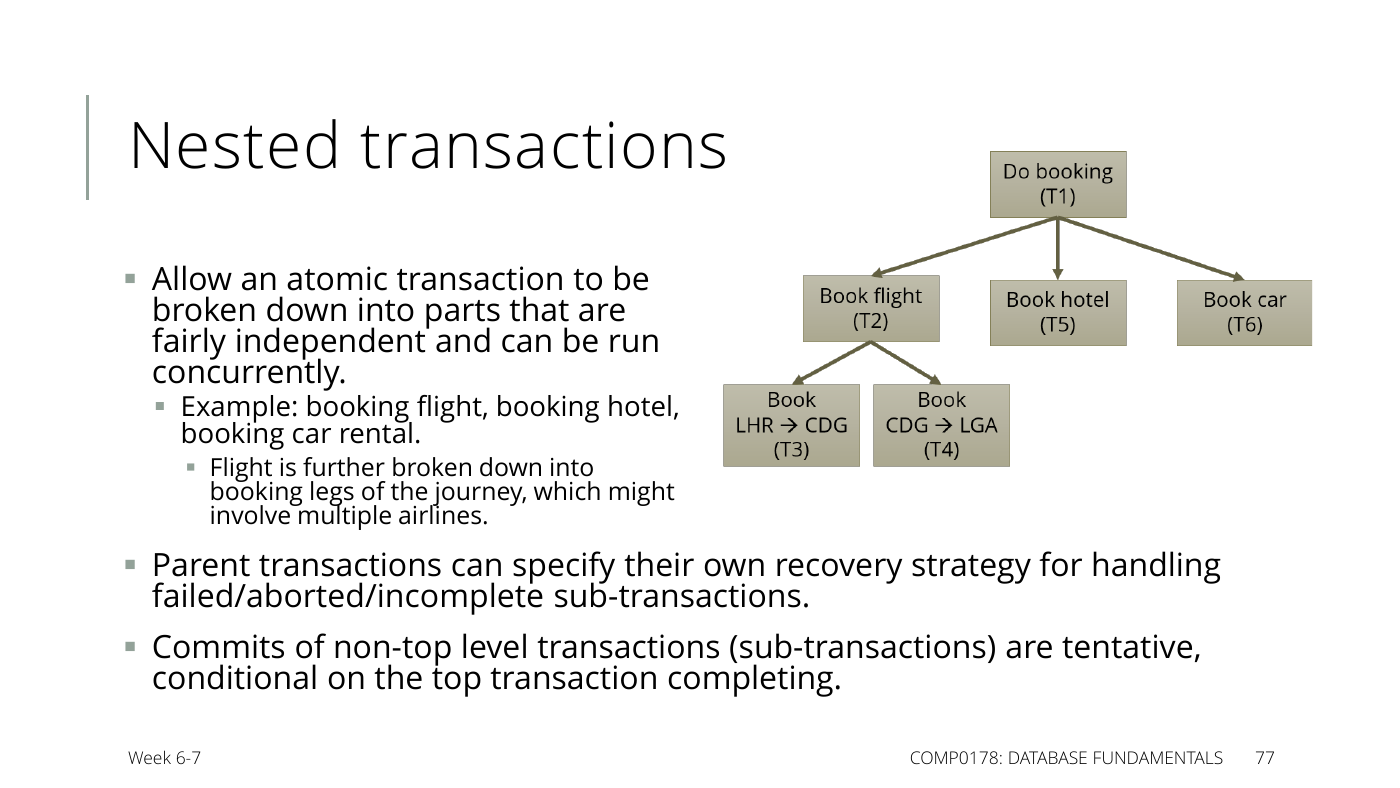 Nested transactions
▪ Allow an atomic transaction to be
broken down into parts that are
fairly independent and can be run
concurrently.
▪ Example: booking flight, booking hotel,
booking car rental.
▪ Flight is further broken down into
booking legs of the journey, which might
involve multiple airlines.
Do booking
(T1)
Book flight
(T2)
Book hotel
(T5)
Book car
(T6)
Book
LHR → CDG
(T3)
Book
CDG → LGA
(T4)
▪ Parent transactions can specify their own recovery strategy for handling
failed/aborted/incomplete sub-transactions.
▪ Commits of non-top level transactions (sub-transactions) are tentative,
conditional on the top transaction completing.
Week 6-7
COMP0178: DATABASE FUNDAMENTALS 77